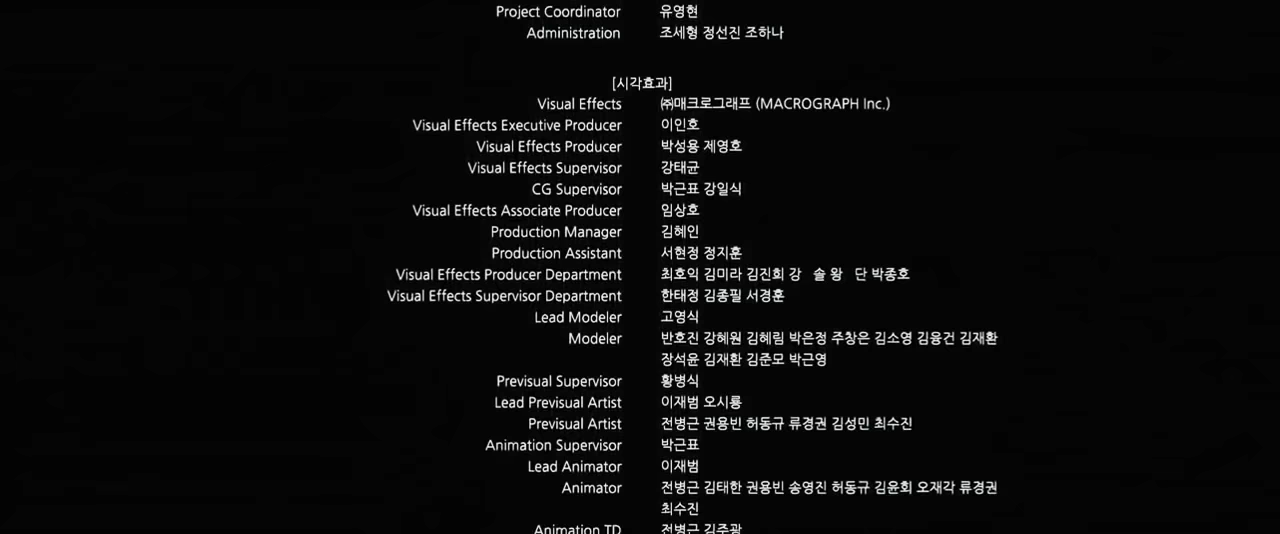 Project Coordinator 유영현
Administration 조세형 정선진 조하나
[시각효과]
Visual Effects ㈜매크로그래프 (MACROGRAPH Inc.)
Visual Effects Executive Producer 이인호
Visual Effects Producer 박성용 제영호
Visual Effects Supervisor 강태균
CG Supervisor 박근표 강일식
Visual Effects Associate Producer 임상호
Production Manager 김혜인
Production Assistant 서현정 정지훈
Visual Effects Producer Department 최호익 김미라 김진희 강 솔 왕 단 박종호
Visual Effects Supervisor Department 한태정 김종필 서경훈
Lead Modeler 고영식
Modeler 반호진 강혜원 김혜림 박은정 주창은 김소영 김융건 김재환
장석윤 김재환 김준모 박근영
Previsual Supervisor 황병식
Lead Previsual Artist 이재범 오시룡
Previsual Artist 전병근 권용빈 허동규 류경권 김성민 최수진
Animation Supervisor 박근표
Lead Animator 이재범
Animator 전병근 김태한 권용빈 송영진 허동규 김윤회 오재각 류경권
최수진
Animation TD 전병근 김주광